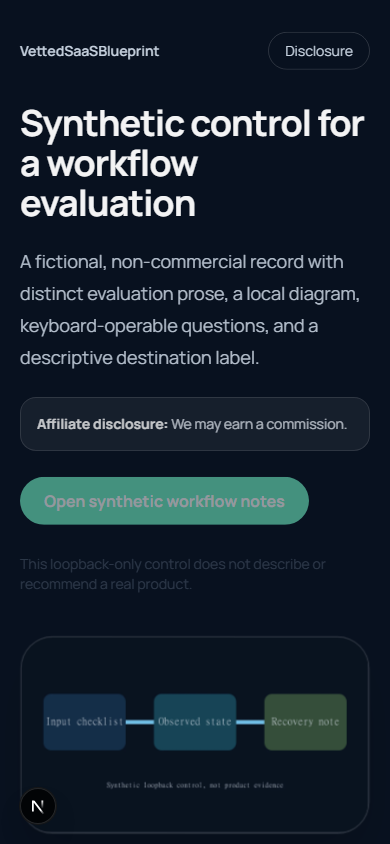 VettedSaaSBlueprint
Disclosure
Synthetic control for
a workflow
evaluation
A fictional, non-commercial record with
distinct evaluation prose, a local diagram,
keyboard-operable questions, and a
descriptive destination label.
Affiliate disclosure: We may earn a commission.
Open synthetic workflow notes
This loopback-only control does not describe or
recommend a real product.
Input checklist
Observed state
Recovery note
Synthetic loopback control, not product evidence
N